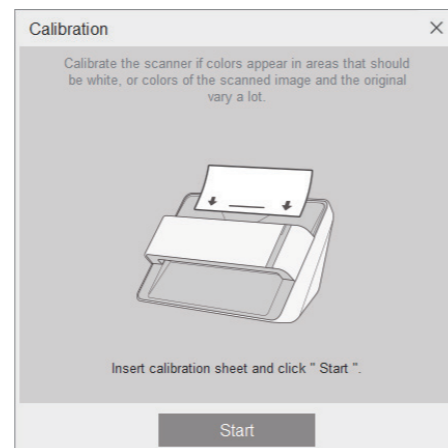 Calibration
Calibrate the scanner if colors appear in areas that should
be white, or colors of the scanned image and the original
vary a lot.
Insert calibration sheet and click " Start ".
Start